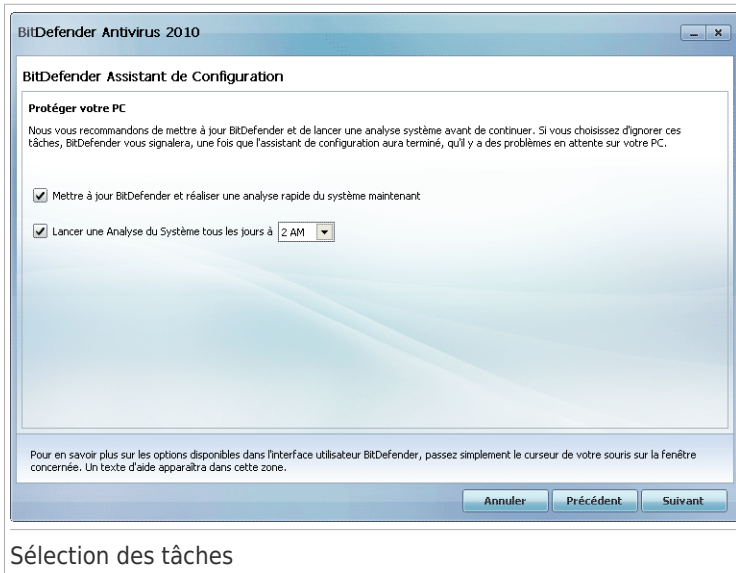 BitDefender Antivirus 2010
BitDefender Assistant de Configuration
Protéger votre PC
Nous vous recommandons de mettre à jour BitDefender et de lancer une analyse système avant de continuer. Si vous choisissez d'ignorer ces
tâches, BitDefender vous signalera, une fois que l'assistant de configuration aura terminé, qu'il y a des problèmes en attente sur votre PC.
Mettre à jour BitDefender et réaliser une analyse rapide du système maintenant
Lancer une Analyse du Système tous les jours à 2 AM
Pour en savoir plus sur les options disponibles dans l'interface utilisateur BitDefender, passez simplement le curseur de votre souris sur la fenêtre
concernée. Un texte d'aide apparaîtra dans cette zone.
Annuler Précédent Suivant
Sélection des tâches